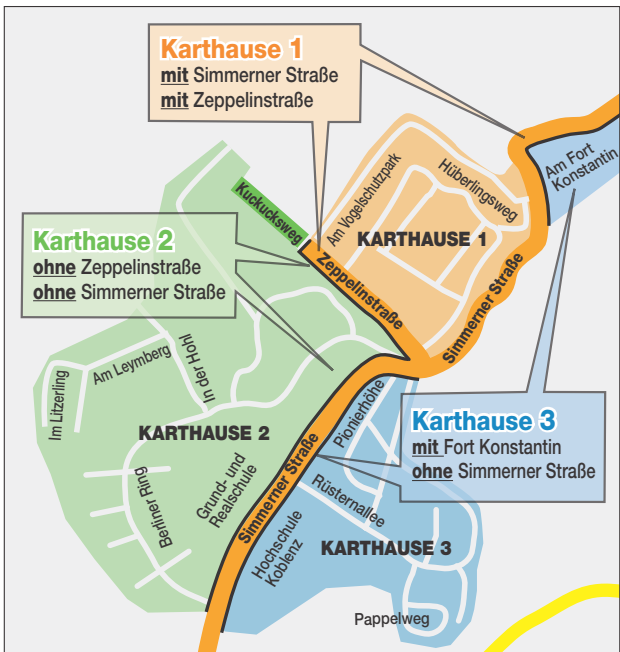 Karthause 1
mit Simmerner Straße
mit Zeppelinstraße
Am Fort
Konstantin
Hüberlingsweg
Am Vogelschutzpark
Kuckucksweg
KARTHAUSE 1
Karthause 2
ohne Zeppelinstraße
ohne Simmerner Straße
Zeppelinstraße
Simmerner Straße
In der Hohl
Am Leymberg
Im Litzerling
Karthause 3
mit Fort Konstantin
ohne Simmerner Straße
Pionierhöhe
KARTHAUSE 2
Simmerner Straße
Grund- und
Realschule
Berliner Ring
Rüsternallee
Hochschule
Koblenz
KARTHAUSE 3
Pappelweg